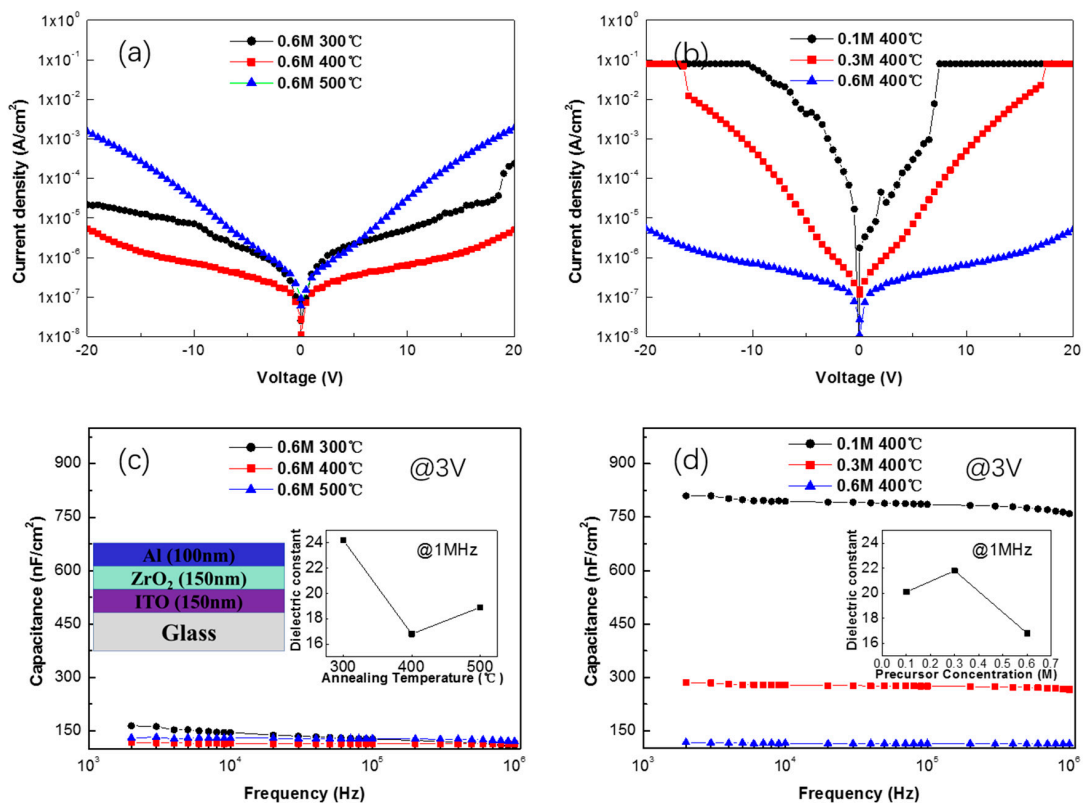 (a)
0.6M 300℃
0.6M 400℃
0.6M 500℃
1x10⁰
1x10⁻¹
1x10⁻²
1x10⁻³
1x10⁻⁴
1x10⁻⁵
1x10⁻⁶
1x10⁻⁷
1x10⁻⁸
Current density (A/cm²)
-20 -10 0 10 20
Voltage (V)
(b)
0.1M 400℃
0.3M 400℃
0.6M 400℃
1x10⁰
1x10⁻¹
1x10⁻²
1x10⁻³
1x10⁻⁴
1x10⁻⁵
1x10⁻⁶
1x10⁻⁷
1x10⁻⁸
Current density (A/cm²)
-20 -10 0 10 20
Voltage (V)
(c)
0.6M 300℃
0.6M 400℃
0.6M 500℃
@3V
900
750
600
450
300
150
Capacitance (nF/cm²)
Al (100nm)
ZrO₂ (150nm)
ITO (150nm)
Glass
@1MHz
24
22
20
18
16
Dielectric constant
300 400 500
Annealing Temperature (℃)
10³ 10⁴ 10⁵ 10⁶
Frequency (Hz)
(d)
0.1M 400℃
0.3M 400℃
0.6M 400℃
@3V
900
750
600
450
300
150
Capacitance (nF/cm²)
@1MHz
24
22
20
18
16
Dielectric constant
0.0 0.1 0.2 0.3 0.4 0.5 0.6 0.7
Precursor Concentration (M)
10³ 10⁴ 10⁵ 10⁶
Frequency (Hz)